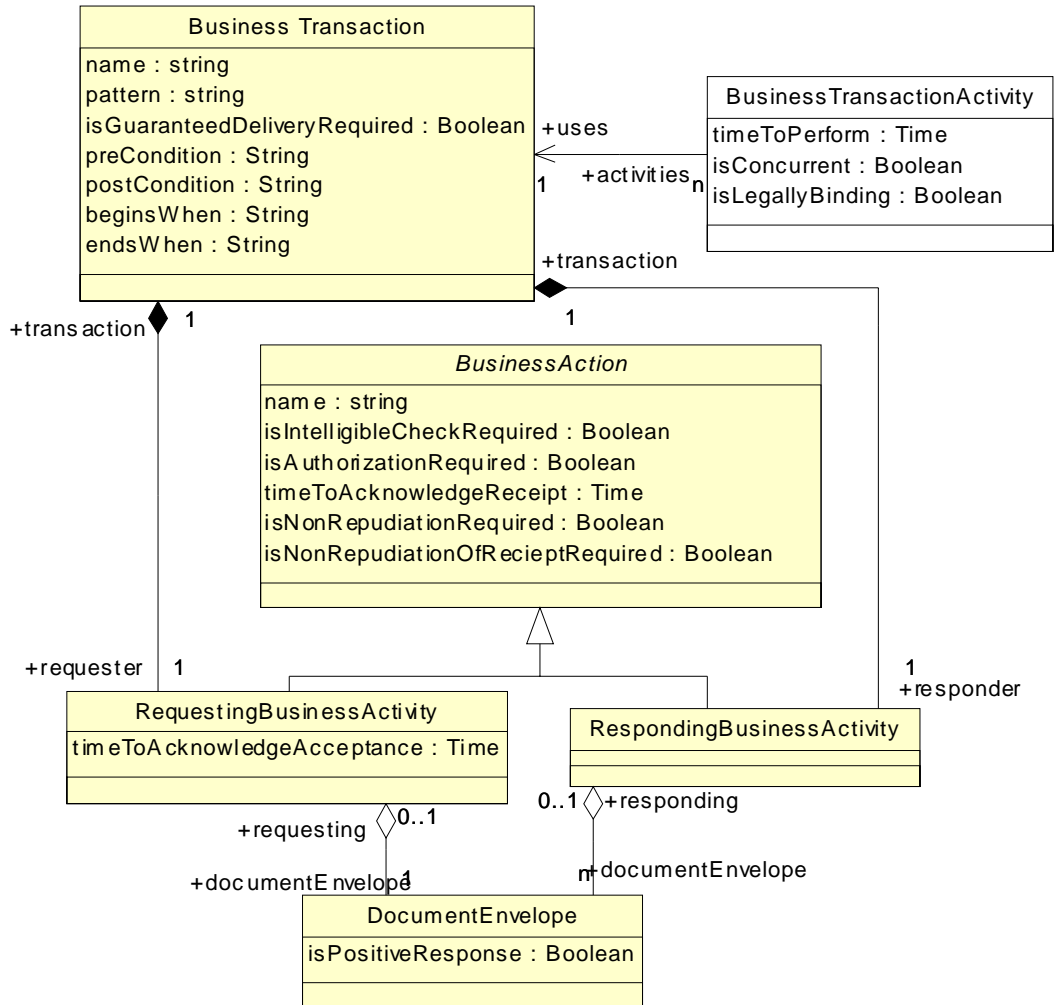 Business Transaction
name : string
pattern : string
isGuaranteedDeliveryRequired : Boolean
preCondition : String
postCondition : String
beginsWhen : String
endsWhen : String
BusinessTransactionActivity
timeToPerform : Time
isConcurrent : Boolean
isLegallyBinding : Boolean
+uses
1
+activities
n
+transaction
1
+transaction
1
BusinessAction
name : string
isIntelligibleCheckRequired : Boolean
isAuthorizationRequired : Boolean
timeToAcknowledgeReceipt : Time
isNonRepudiationRequired : Boolean
isNonRepudiationOfRecieptRequired : Boolean
+requester
1
1
+responder
RequestingBusinessActivity
timeToAcknowledgeAcceptance : Time
RespondingBusinessActivity
+requesting
0..1
0..1
+responding
+documentEnvelope
1
n
+documentEnvelope
DocumentEnvelope
isPositiveResponse : Boolean